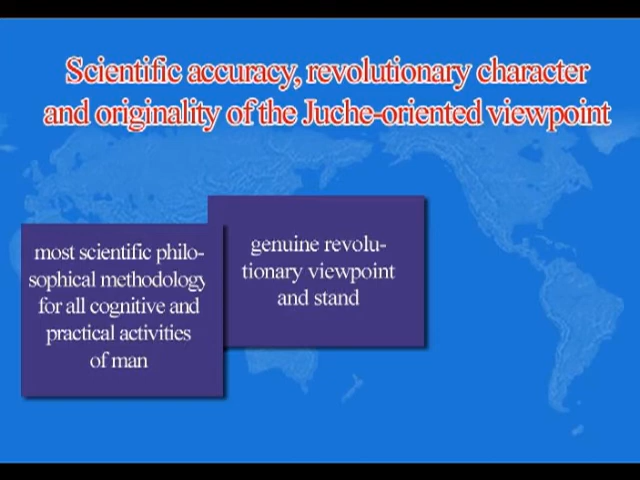 Scientific accuracy, revolutionary character
and originality of the Juche-oriented viewpoint
most scientific philo-
sophical methodology
for all cognitive and
practical activities
of man
genuine revolu-
tionary viewpoint
and stand